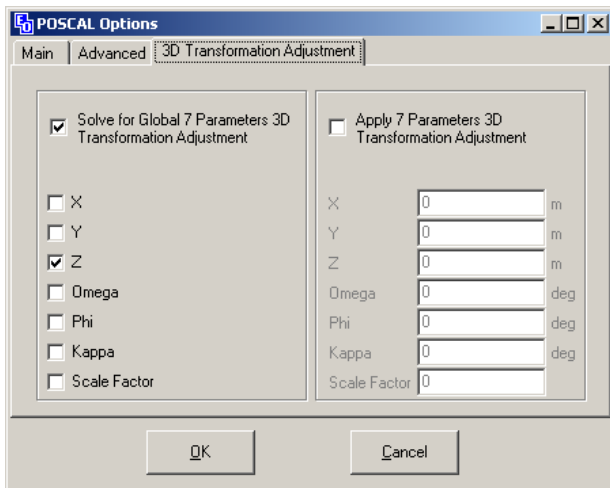 POSCAL Options
Main Advanced 3D Transformation Adjustment
Solve for Global 7 Parameters 3D
Transformation Adjustment
X
Y
Z
Omega
Phi
Kappa
Scale Factor
Apply 7 Parameters 3D
Transformation Adjustment
X 0 m
Y 0 m
Z 0 m
Omega 0 deg
Phi 0 deg
Kappa 0 deg
Scale Factor 0
OK Cancel